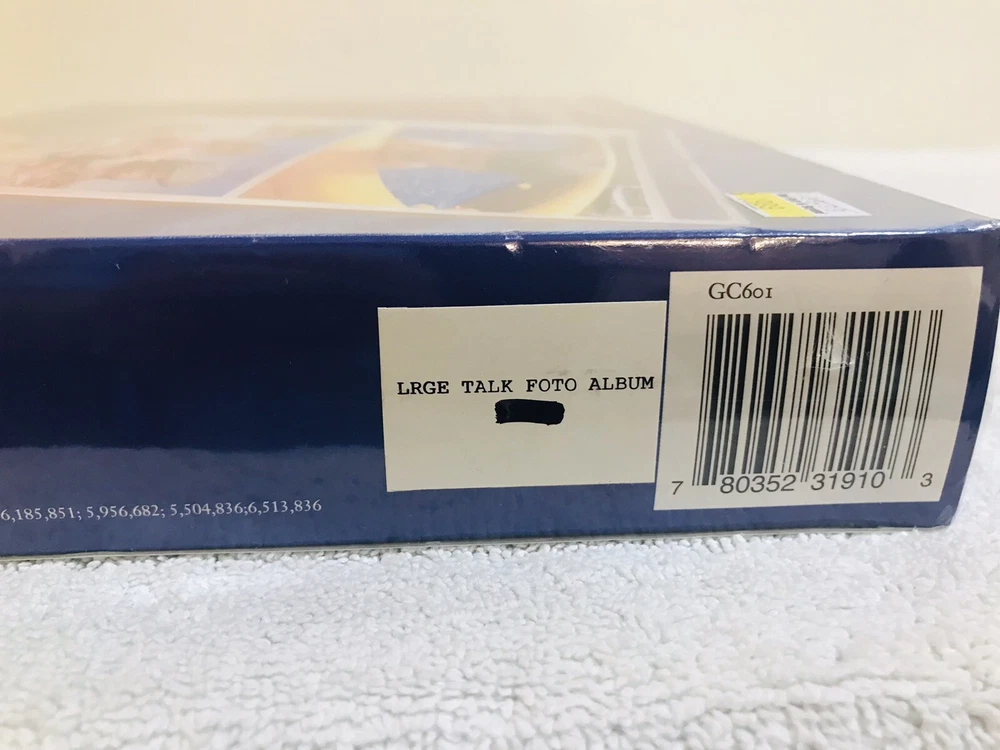 GC601
LRGE TALK FOTO ALBUM
7 80352 31910 3
6,185,851; 5,956,682; 5,504,836;6,513,836